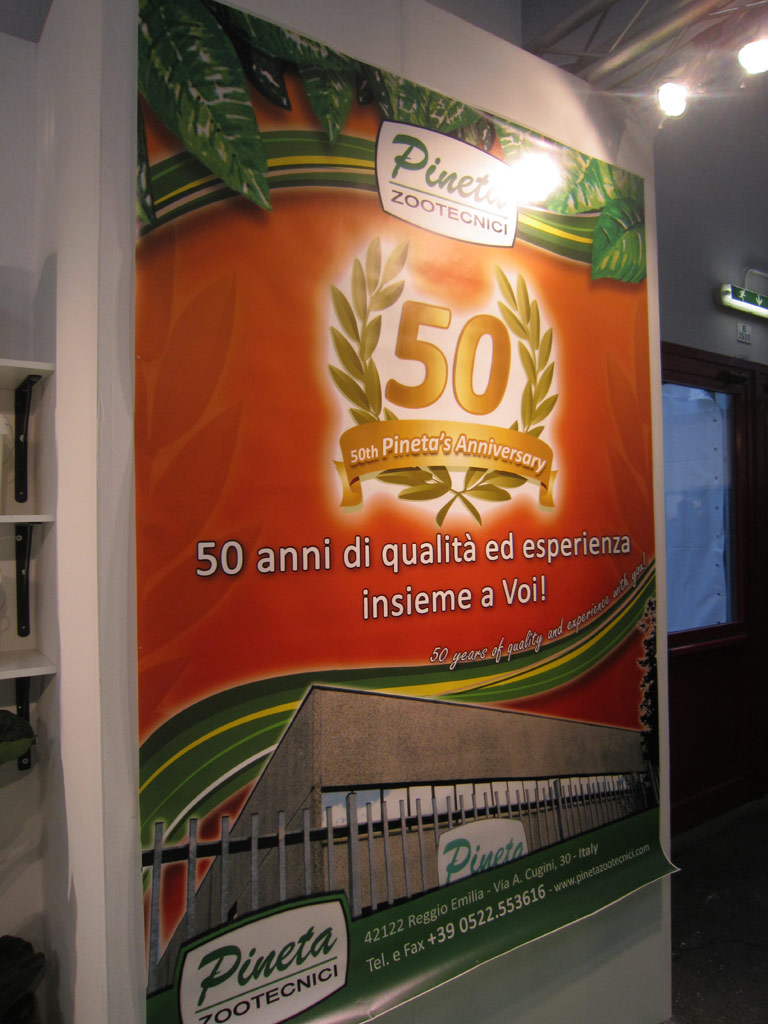 Pineta
ZOOTECNICI
50
50th Pineta's Anniversary
50 anni di qualità ed esperienza
insieme a Voi!
50 years of quality and experience with you!
Pineta
Pineta
ZOOTECNICI
42122 Reggio Emilia - Via A. Cugini, 30 - Italy
Tel. e Fax +39 0522.553616 - www.pinetazootecnici.com